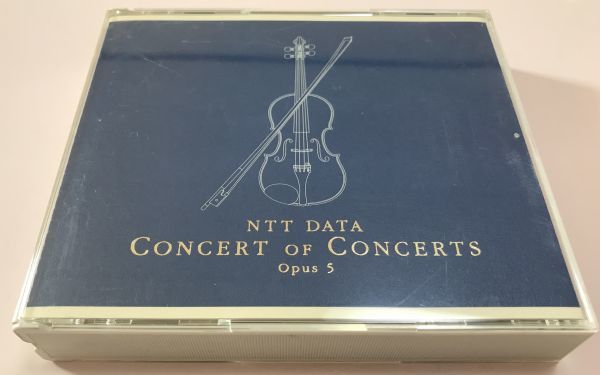 NTT DATA
CONCERT OF CONCERTS
Opus 5